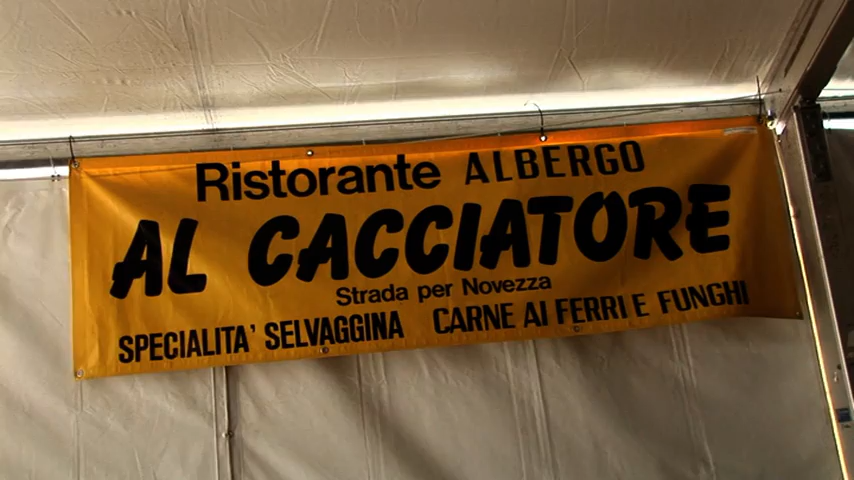 Ristorante ALBERGO
AL CACCIATORE
Strada per Novezza
SPECIALITA' SELVAGGINA CARNE AI FERRI E FUNGHI